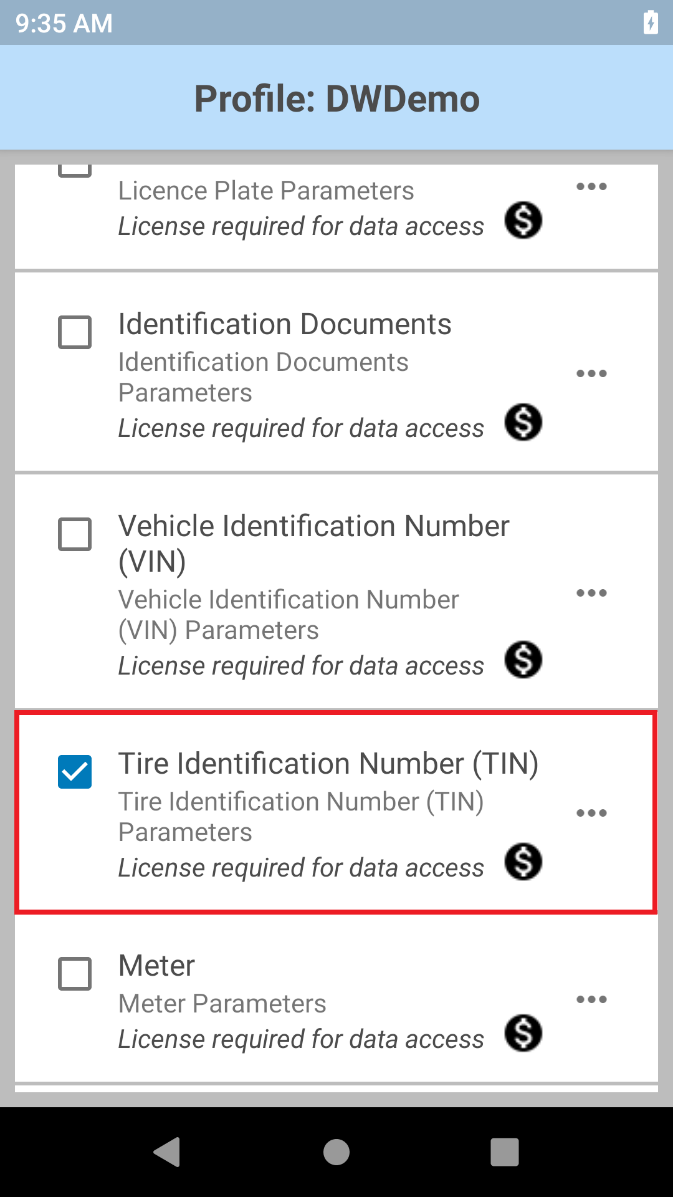 9:35 AM
Profile: DWDemo
Licence Plate Parameters
License required for data access
Identification Documents
Identification Documents
Parameters
License required for data access
Vehicle Identification Number
(VIN)
Vehicle Identification Number
(VIN) Parameters
License required for data access
Tire Identification Number (TIN)
Tire Identification Number (TIN)
Parameters
License required for data access
Meter
Meter Parameters
License required for data access